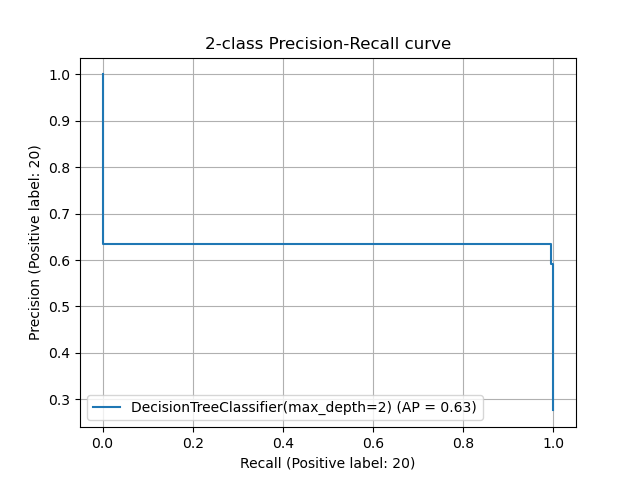 2-class Precision-Recall curve
Precision (Positive label: 20)
1.0
0.9
0.8
0.7
0.6
0.5
0.4
0.3
DecisionTreeClassifier(max_depth=2) (AP = 0.63)
0.0 0.2 0.4 0.6 0.8 1.0
Recall (Positive label: 20)